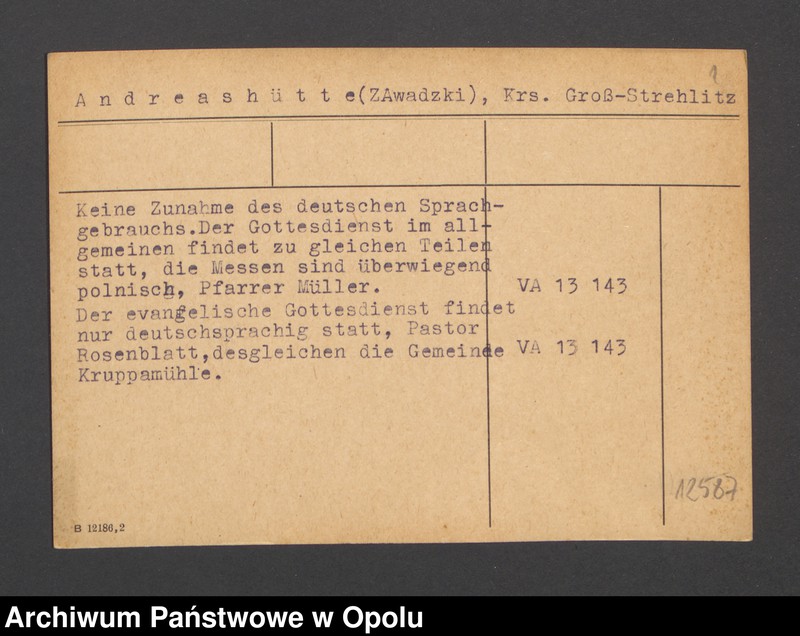 1
A n d r e a s h ü t t e(ZAwadzki), Krs. Groß-Strehlitz
Keine Zunahme des deutschen Sprach-
gebrauchs.Der Gottesdienst im all-
gemeinen findet zu gleichen Teilen
statt, die Messen sind überwiegend
polnisch, Pfarrer Müller. VA 13 143
Der evangelische Gottesdienst findet
nur deutschsprachig statt, Pastor
Rosenblatt,desgleichen die Gemeinde VA 13 143
Kruppamühle.
12587
B 12186,2
Archiwum Państwowe w Opolu